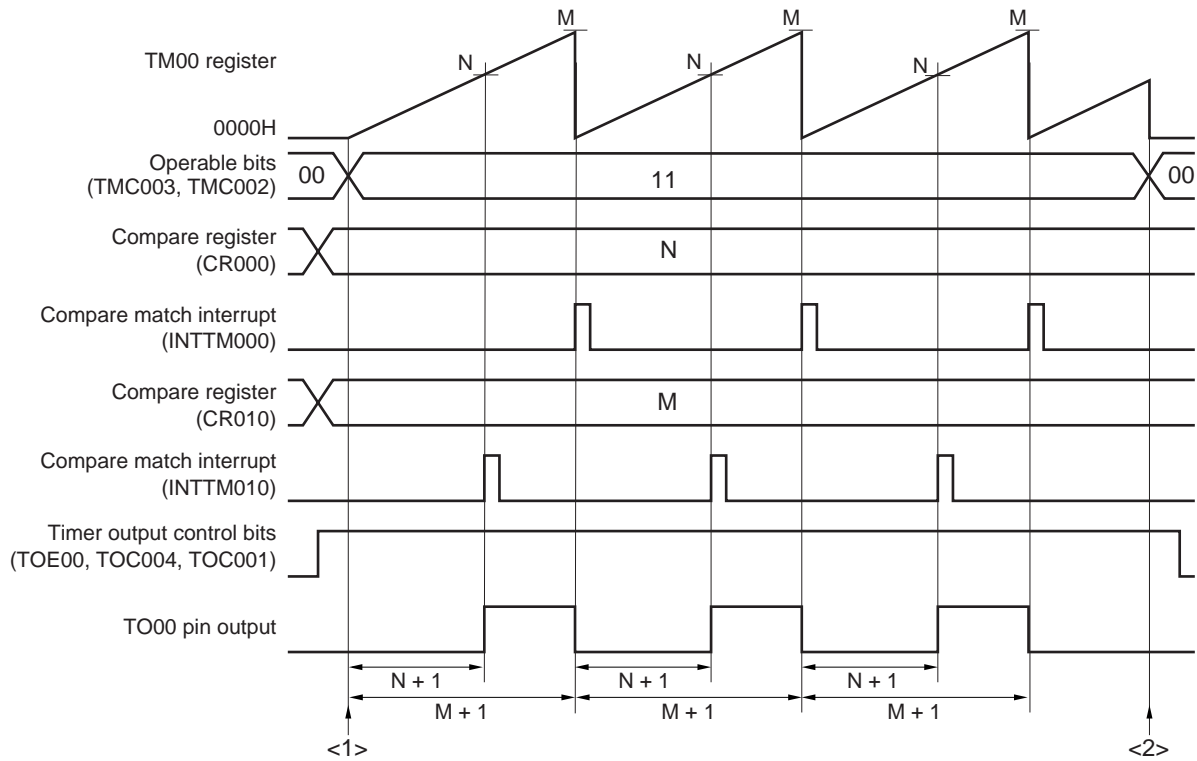 M M M
TM00 register
N N N
0000H
Operable bits
(TMC003, TMC002)
00 11 00
Compare register
(CR000)
N
Compare match interrupt
(INTTM000)
Compare register
(CR010)
M
Compare match interrupt
(INTTM010)
Timer output control bits
(TOE00, TOC004, TOC001)
TO00 pin output
N + 1 N + 1 N + 1
M + 1 M + 1 M + 1
<1> <2>